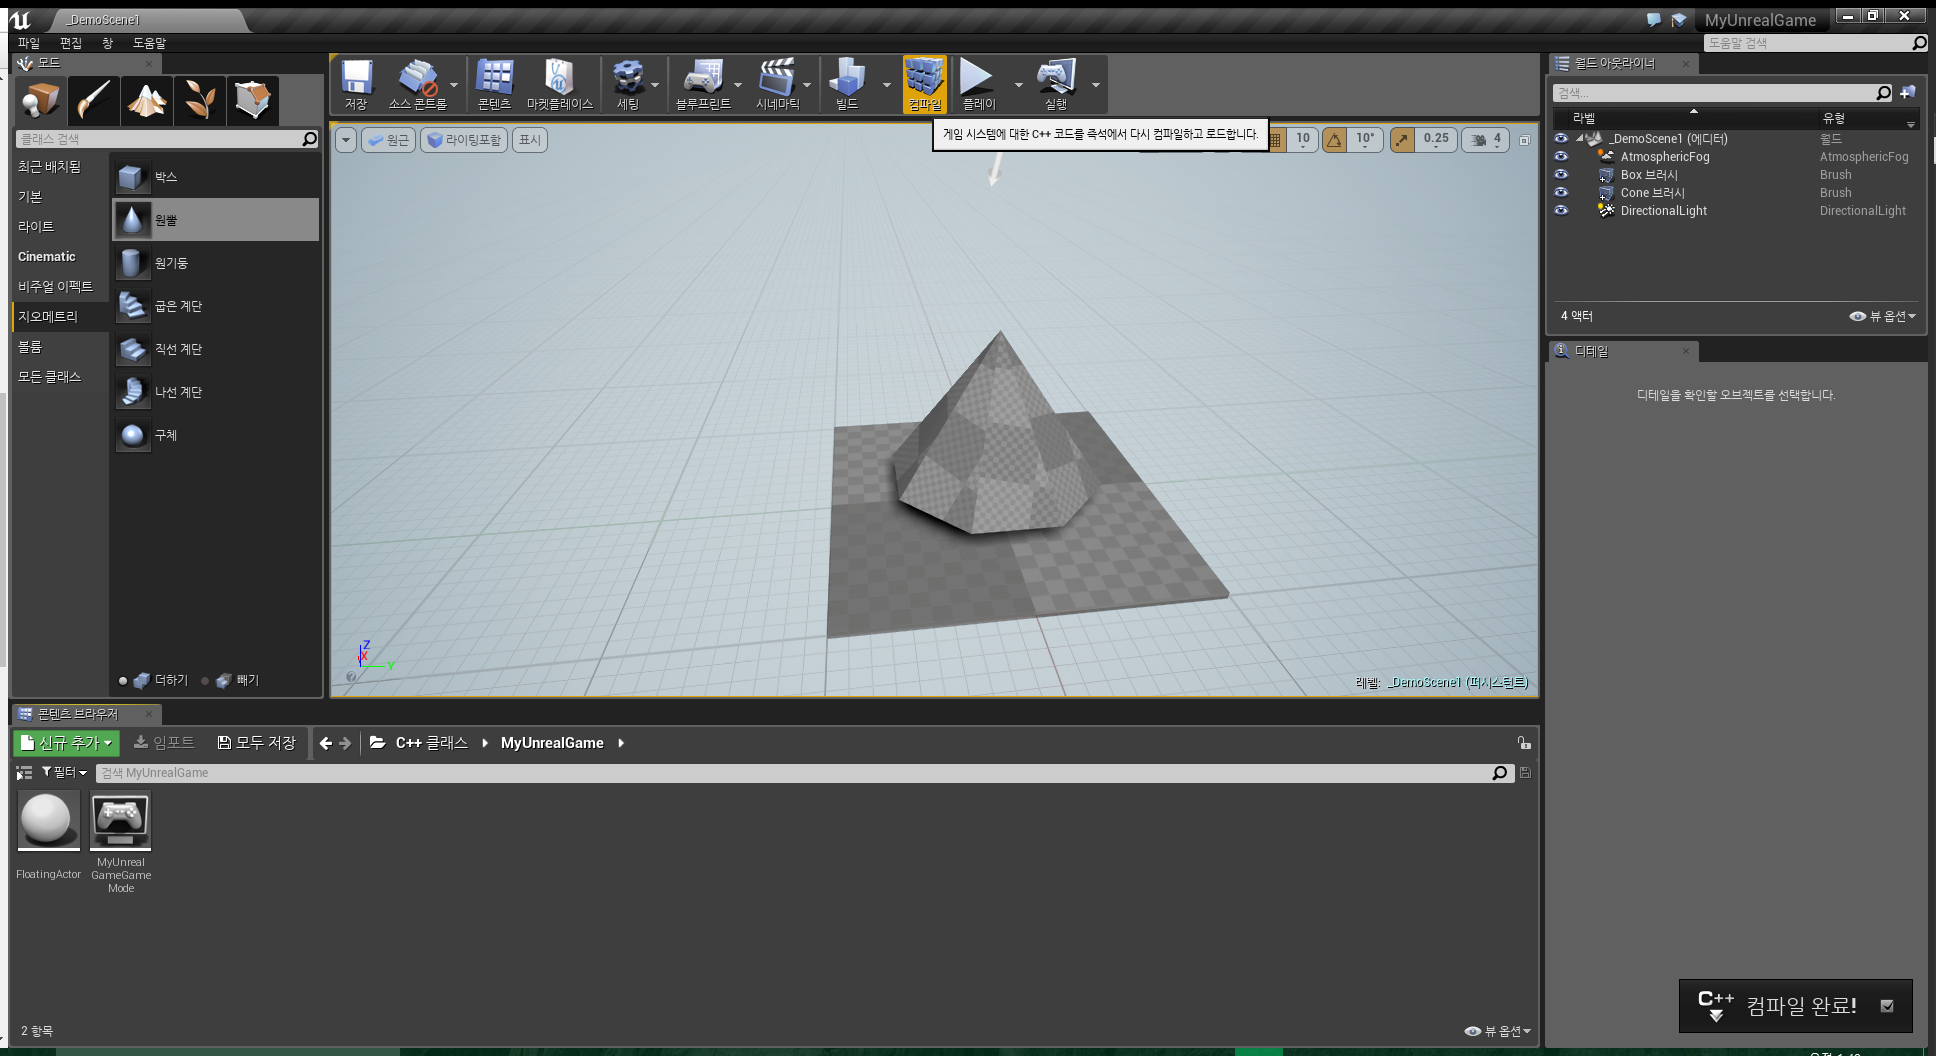 _DemoScene1
MyUnrealGame
파일 편집 창 도움말
도움말 검색
모드
클래스 검색
최근 배치됨
기본
라이트
Cinematic
비주얼 이펙트
지오메트리
볼륨
모든 클래스
박스
원뿔
원기둥
굽은 계단
직선 계단
나선 계단
구체
더하기 빼기
저장 소스 콘트롤 콘텐츠 마켓플레이스 세팅 블루프린트 시네마틱 빌드 컴파일 플레이 실행
게임 시스템에 대한 C++ 코드를 즉석에서 다시 컴파일하고 로드합니다.
원근 라이팅포함 표시
10 10° 0.25 4
Z
X
Y
레벨: _DemoScene1 (퍼시스턴트)
월드 아웃라이너
검색...
라벨 유형
_DemoScene1 (에디터) 월드
AtmosphericFog AtmosphericFog
Box 브러시 Brush
Cone 브러시 Brush
DirectionalLight DirectionalLight
4 액터 뷰 옵션
디테일
디테일을 확인할 오브젝트를 선택합니다.
콘텐츠 브라우저
신규 추가 임포트 모두 저장 C++ 클래스 MyUnrealGame
필터 검색 MyUnrealGame
FloatingActor
MyUnreal
GameGame
Mode
2 항목 뷰 옵션
C++ 컴파일 완료!